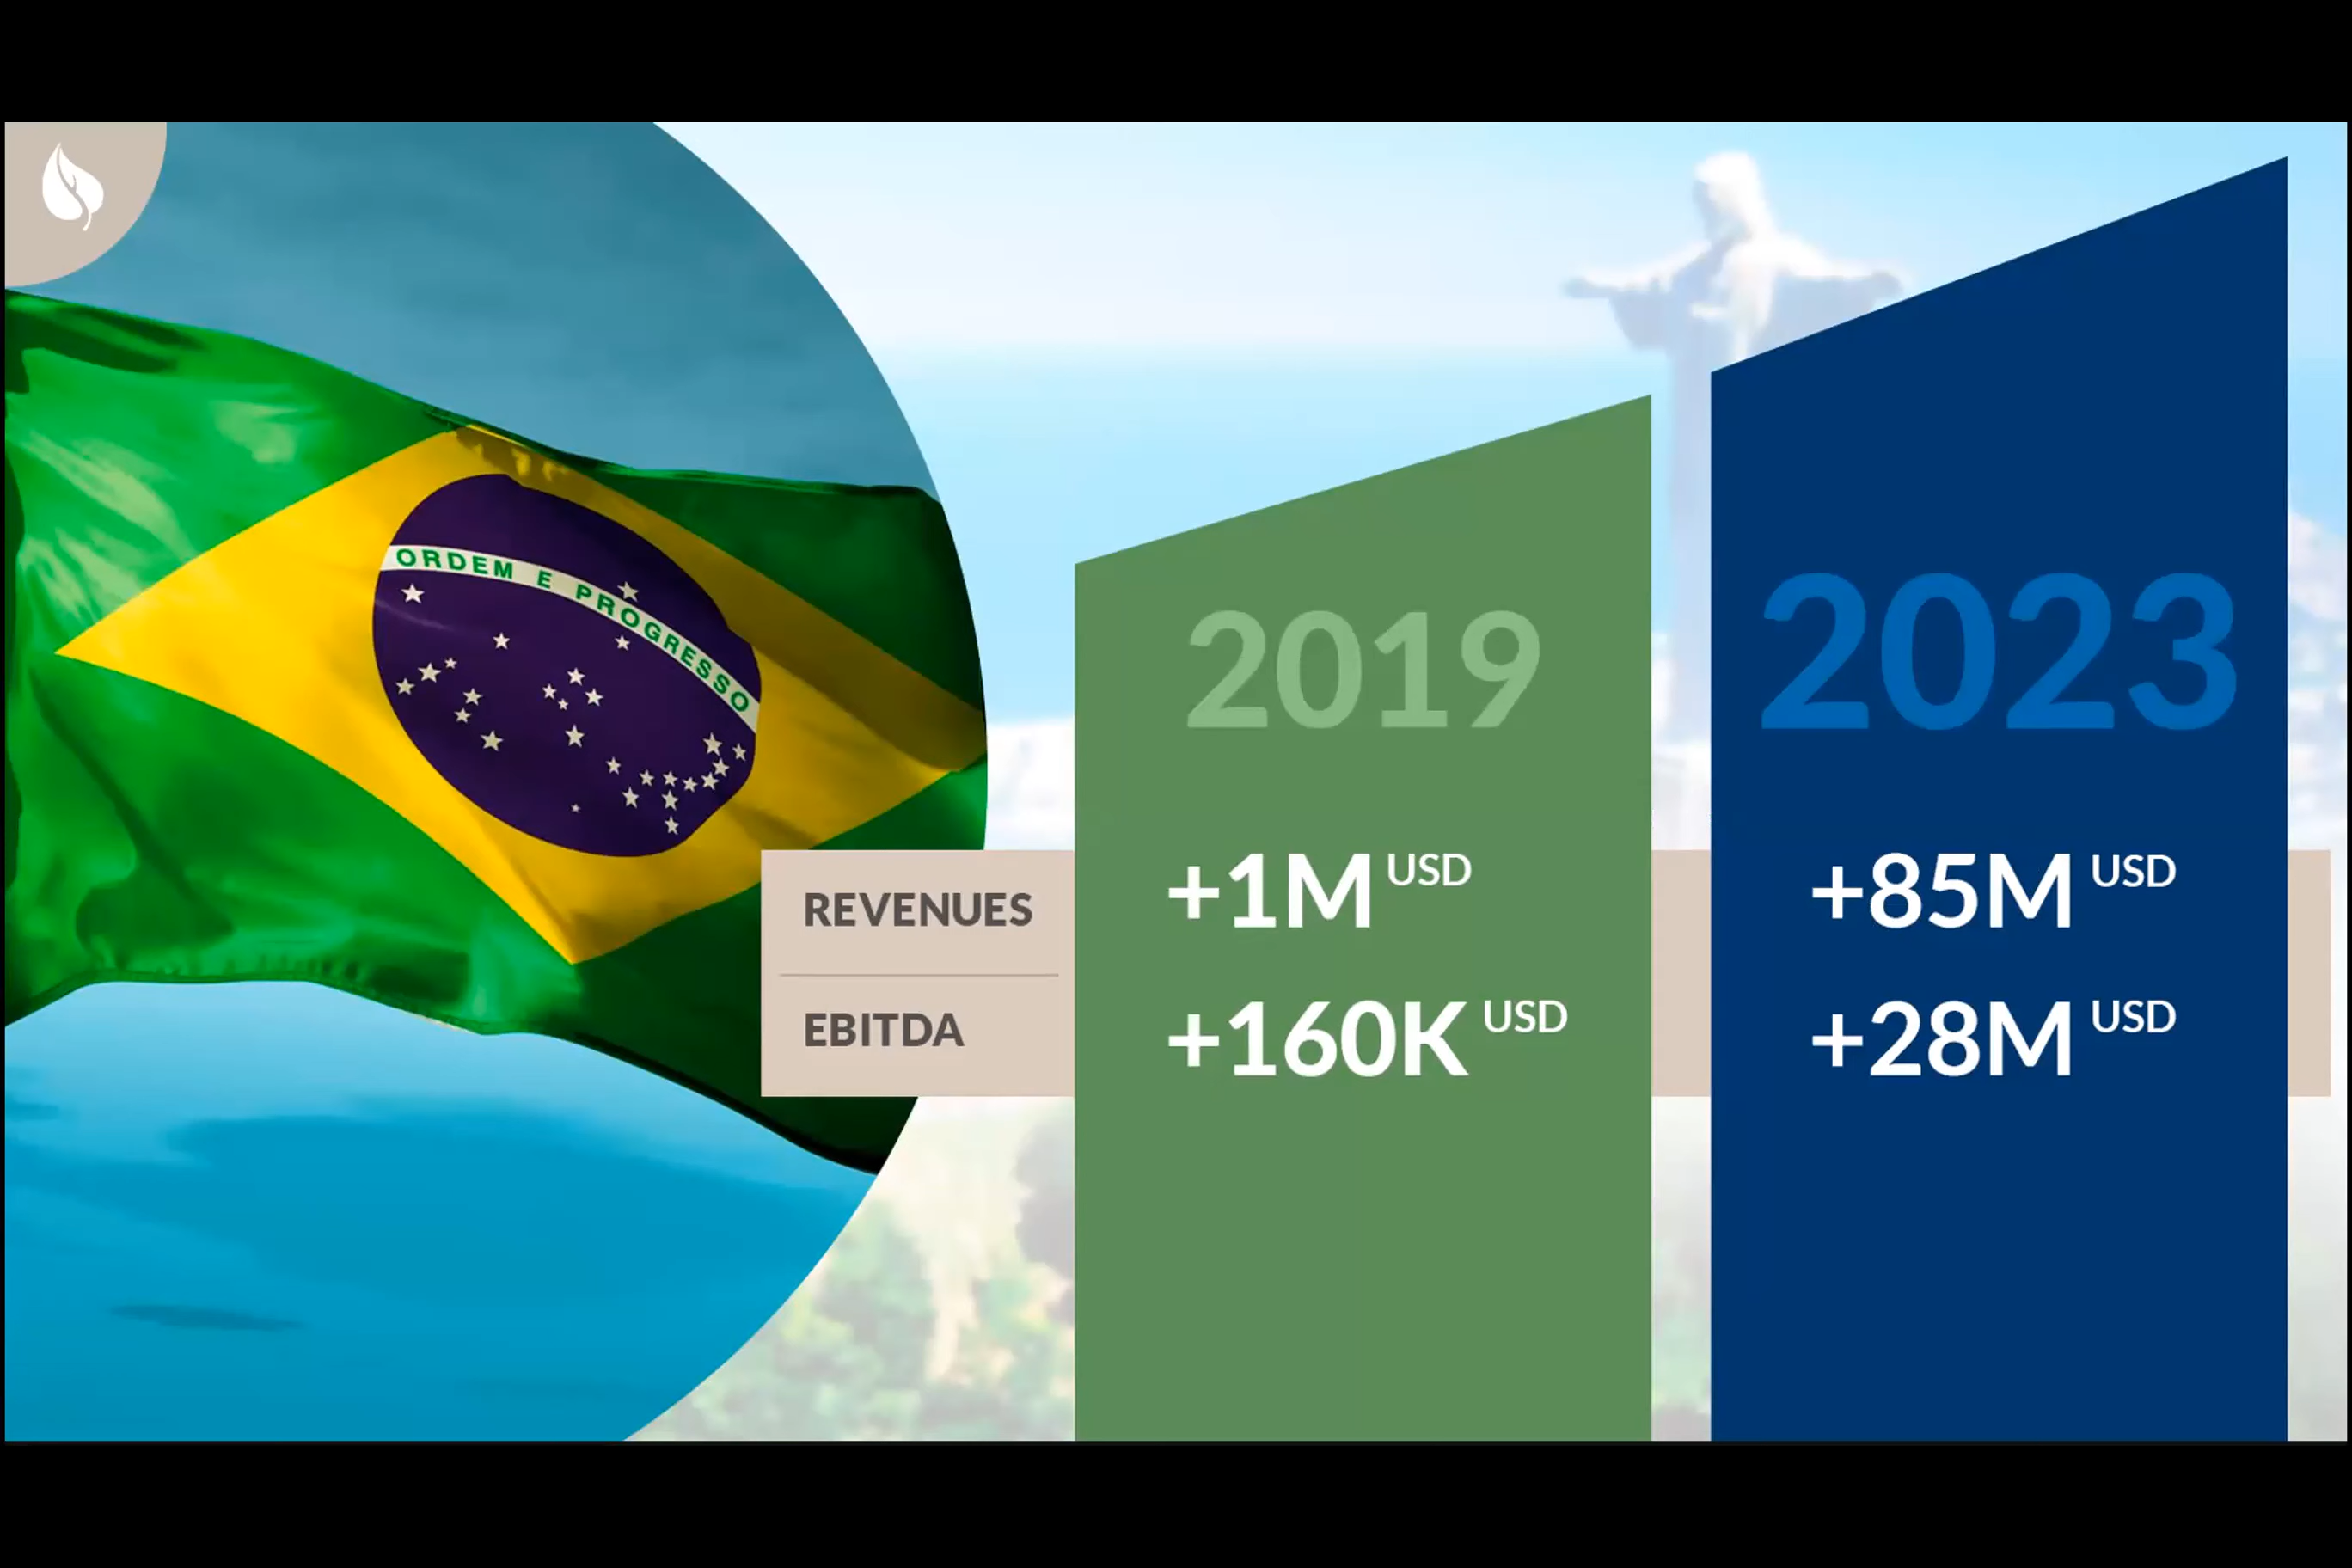 ORDEM E PROGRESSO
2019
2023
REVENUES
+1M USD
+85M USD
EBITDA
+160K USD
+28M USD